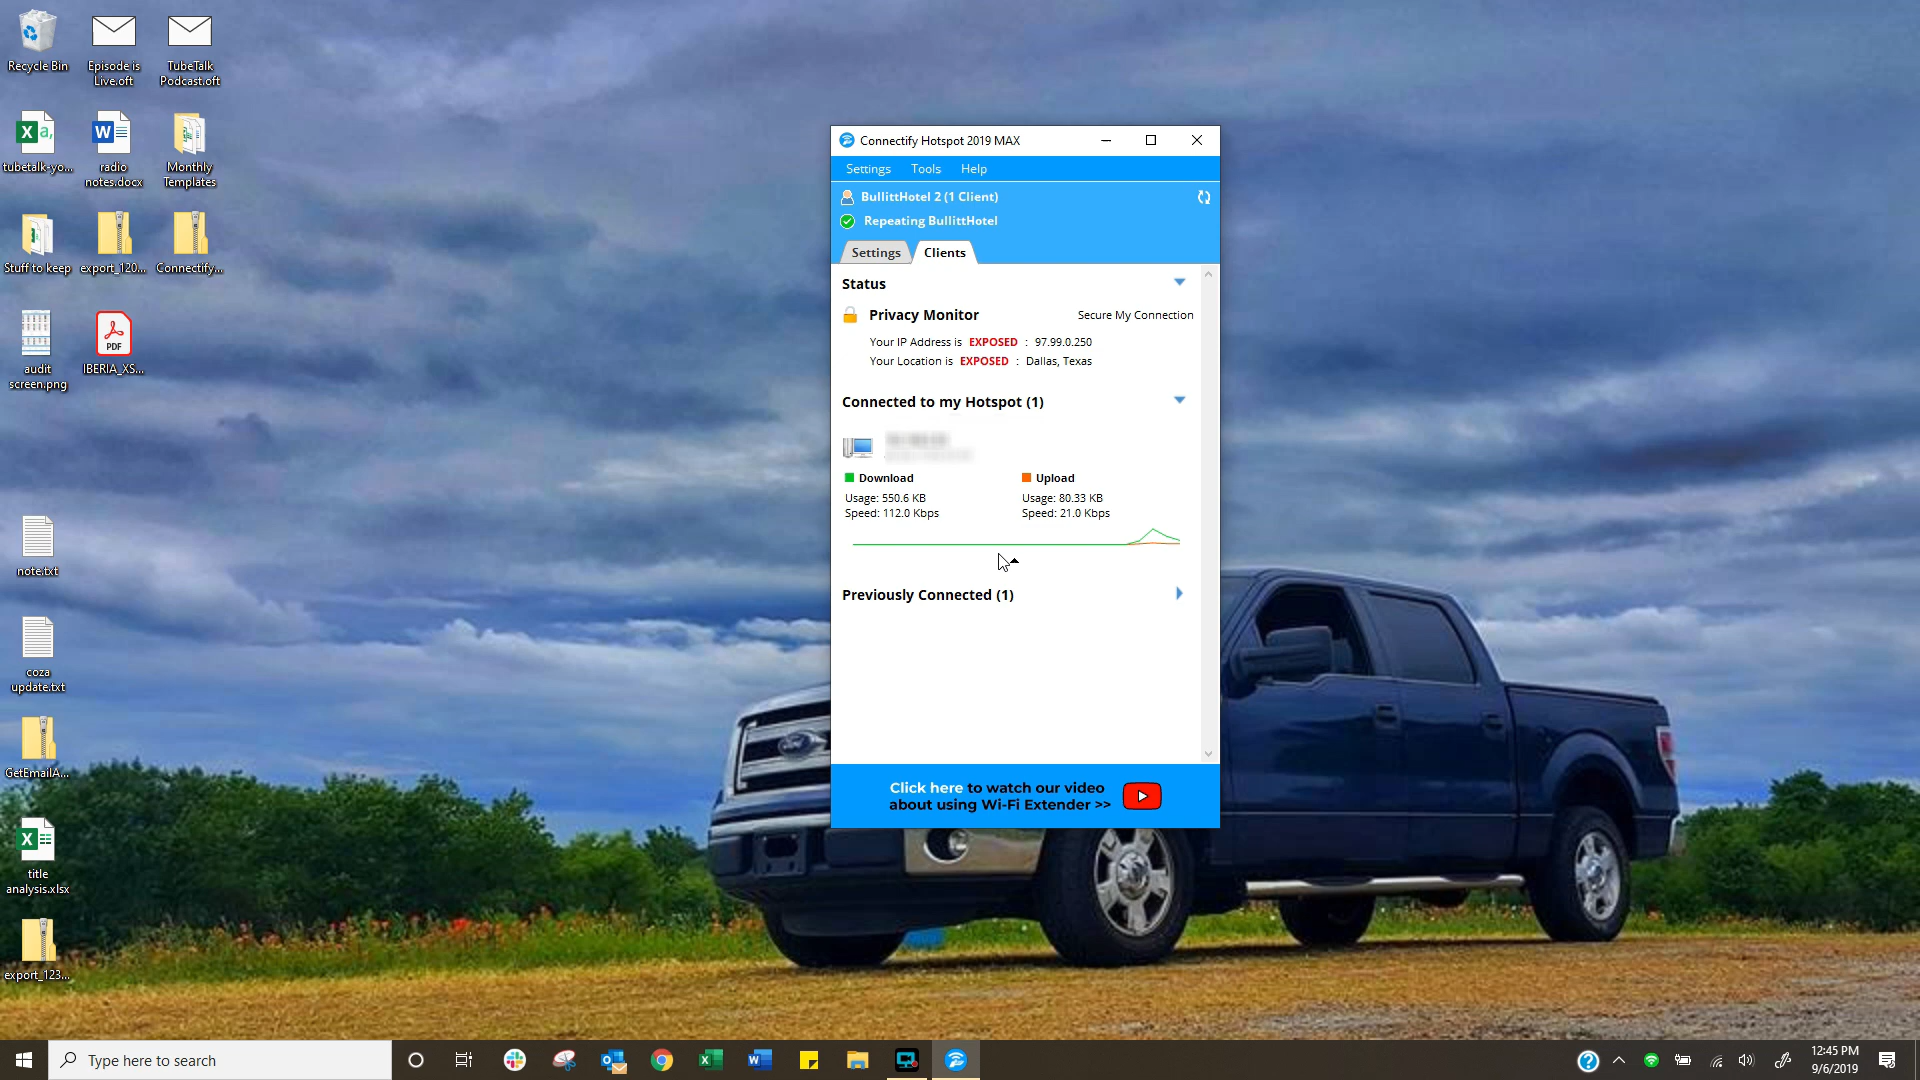 Recycle Bin
Episode is
Live.oft
TubeTalk
Podcast.oft
tubetalk-yo...
radio
notes.docx
Monthly
Templates
Stuff to keep
export_120...
Connectify...
audit
screen.png
PDF
IBERIA_XS...
note.txt
coza
update.txt
GetEmailA...
title
analysis.xlsx
export_123...
Connectify Hotspot 2019 MAX
Settings Tools Help
BullittHotel 2 (1 Client)
Repeating BullittHotel
Settings Clients
Status
Privacy Monitor Secure My Connection
Your IP Address is EXPOSED : 97.99.0.250
Your Location is EXPOSED : Dallas, Texas
Connected to my Hotspot (1)
Download Upload
Usage: 550.6 KB Usage: 80.33 KB
Speed: 112.0 Kbps Speed: 21.0 Kbps
Previously Connected (1)
Click here to watch our video
about using Wi-Fi Extender >>
Ford
Type here to search
12:45 PM
9/6/2019